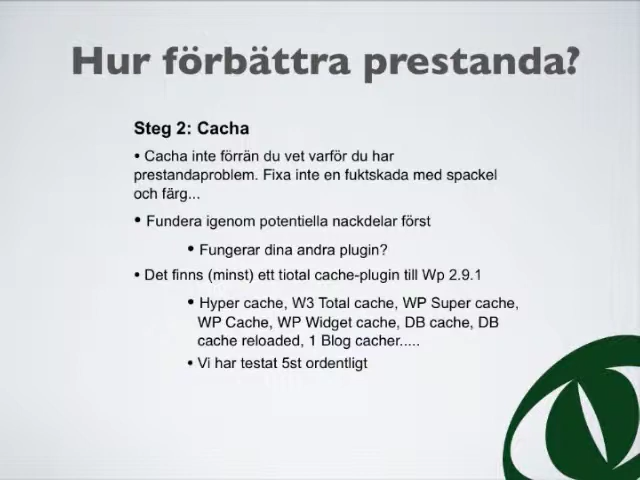 Hur förbättra prestanda?
Steg 2: Cacha
• Cacha inte förrän du vet varför du har
prestandaproblem. Fixa inte en fuktskada med spackel
och färg...
• Fundera igenom potentiella nackdelar först
• Fungerar dina andra plugin?
• Det finns (minst) ett tiotal cache-plugin till Wp 2.9.1
• Hyper cache, W3 Total cache, WP Super cache,
WP Cache, WP Widget cache, DB cache, DB
cache reloaded, 1 Blog cacher.....
• Vi har testat 5st ordentligt